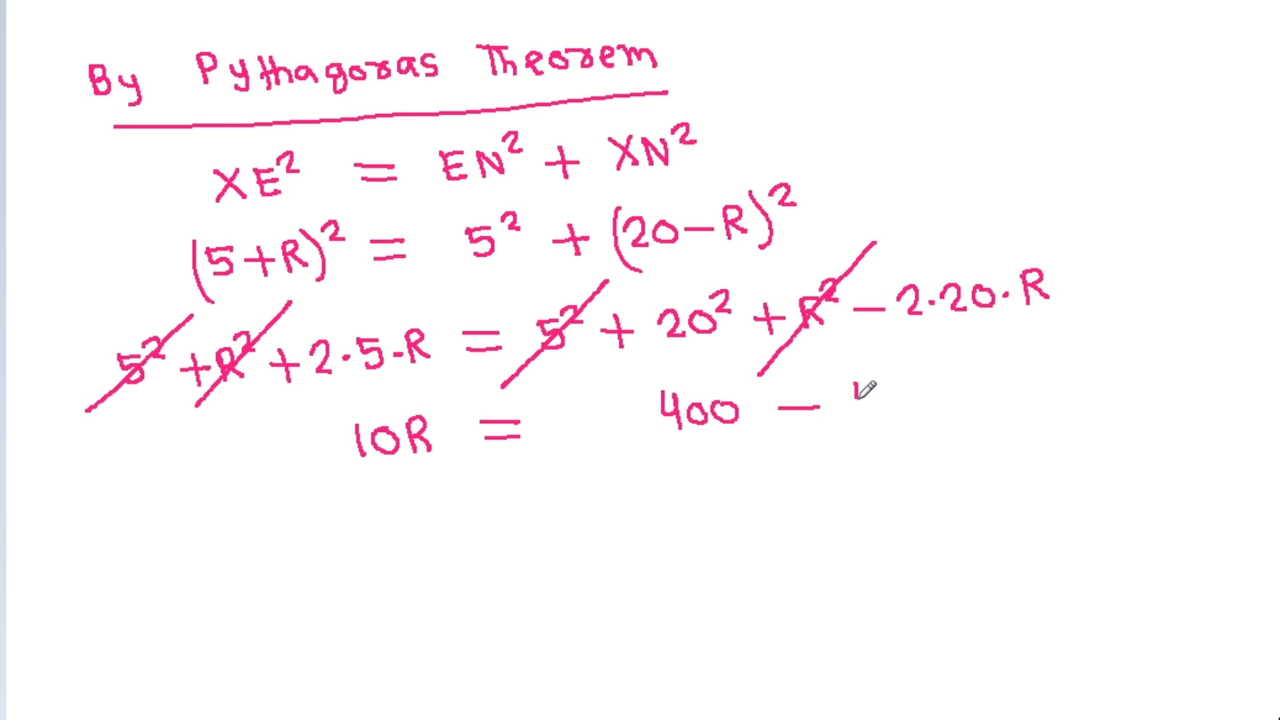 By Pythagoras Theorem
XE² = EN² + XN²
(5+R)² = 5² + (20-R)²
5² + R² + 2·5·R = 5² + 20² + R² - 2·20·R
10R = 400 -